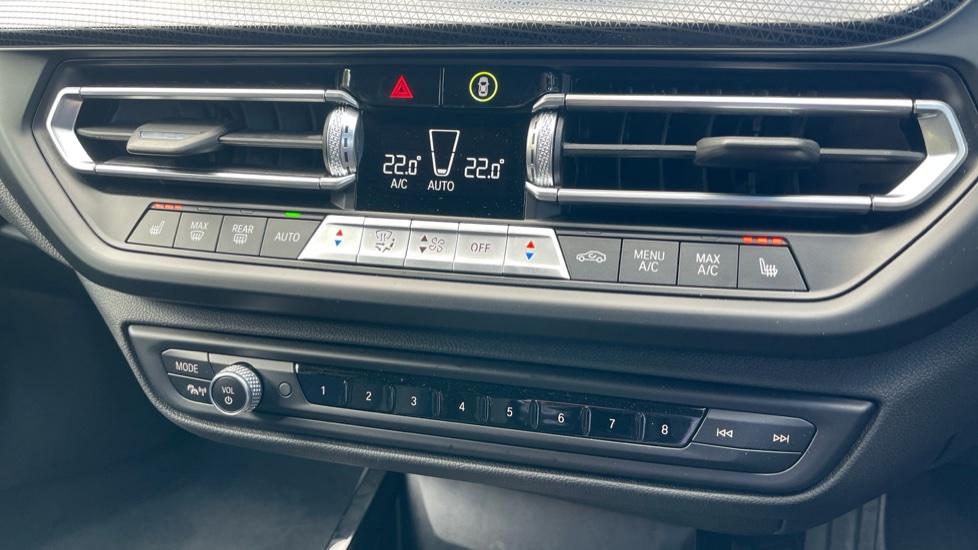 22.0° 22.0°
A/C AUTO
MAX REAR AUTO OFF MENU A/C MAX A/C
MODE
VOL
1 2 3 4 5 6 7 8